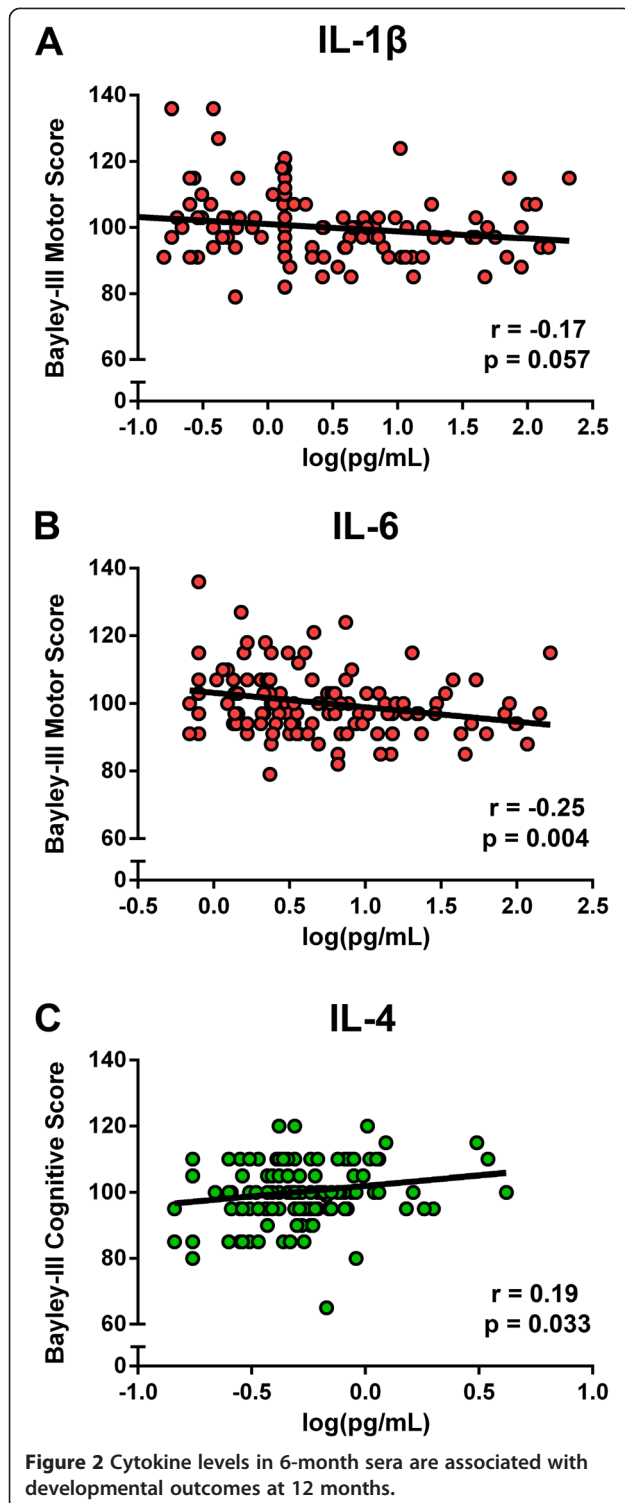 A
IL-1β
Bayley-III Motor Score
140
120
100
80
60
0
r = -0.17
p = 0.057
-1.0 -0.5 0.0 0.5 1.0 1.5 2.0 2.5
log(pg/mL)
B
IL-6
Bayley-III Motor Score
140
120
100
80
60
0
r = -0.25
p = 0.004
-0.5 0.0 0.5 1.0 1.5 2.0 2.5
log(pg/mL)
C
IL-4
Bayley-III Cognitive Score
140
120
100
80
60
0
r = 0.19
p = 0.033
-1.0 -0.5 0.0 0.5 1.0
log(pg/mL)
Figure 2 Cytokine levels in 6-month sera are associated with
developmental outcomes at 12 months.